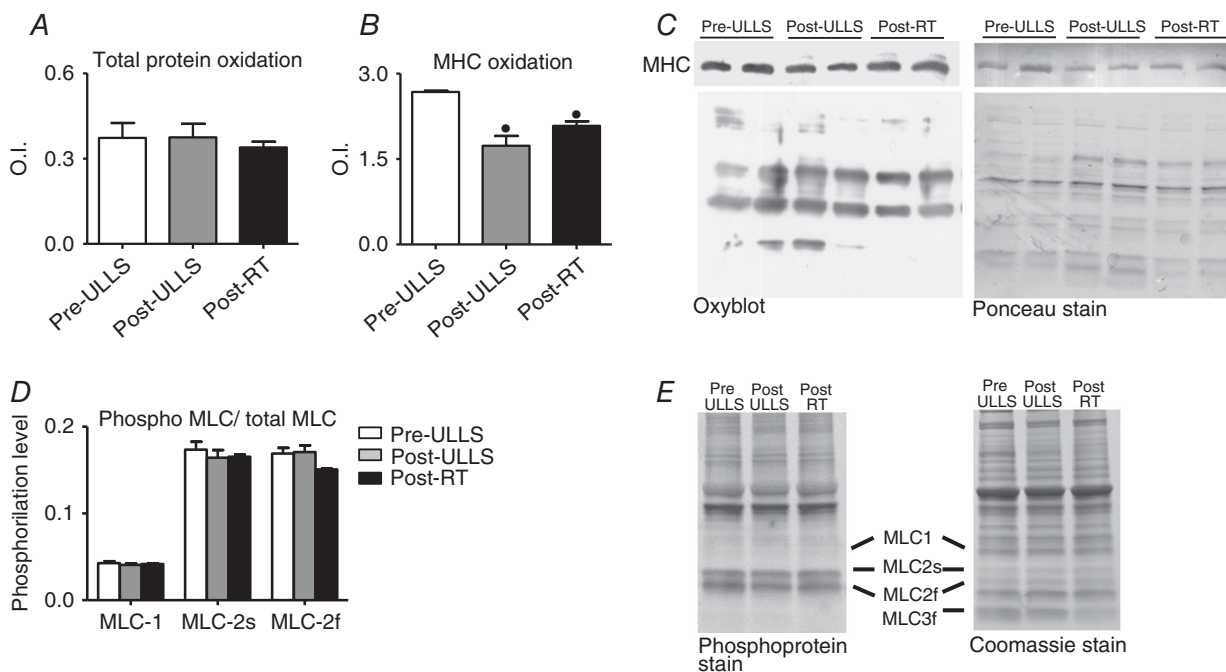 A
Total protein oxidation
O.I.
0.6
0.3
0.0
Pre-ULLS
Post-ULLS
Post-RT
B
MHC oxidation
O.I.
3.0
1.5
0.0
Pre-ULLS
Post-ULLS
Post-RT
C
Pre-ULLS Post-ULLS Post-RT
Pre-ULLS Post-ULLS Post-RT
MHC
Oxyblot
Ponceau stain
D
Phospho MLC/ total MLC
Phosphorilation level
0.2
0.1
0.0
MLC-1 MLC-2s MLC-2f
Pre-ULLS
Post-ULLS
Post-RT
E
Pre Post Post
ULLS ULLS RT
Pre Post Post
ULLS ULLS RT
MLC1
MLC2s
MLC2f
MLC3f
Phosphoprotein
stain
Coomassie stain